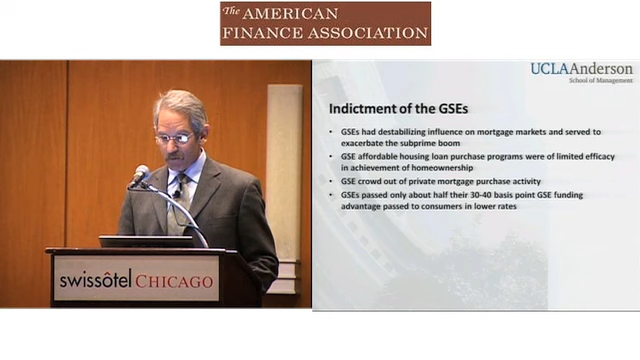 The AMERICAN
FINANCE ASSOCIATION
UCLAAnderson
School of Management
Indictment of the GSEs
• GSEs had destabilizing influence on mortgage markets and served to
exacerbate the subprime boom
• GSE affordable housing loan purchase programs were of limited efficacy
in achievement of homeownership
• GSE crowd out of private mortgage purchase activity
• GSEs passed only about half their 30-40 basis point GSE funding
advantage passed to consumers in lower rates
swissôtel CHICAGO